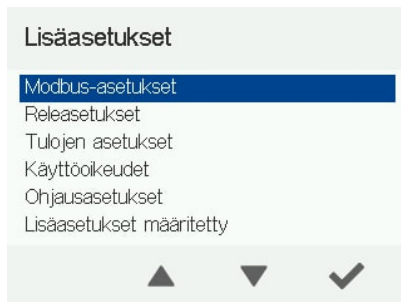 Lisäasetukset
Modbus-asetukset
Releasetukset
Tulojen asetukset
Käyttöoikeudet
Ohjausasetukset
Lisäasetukset määritetty